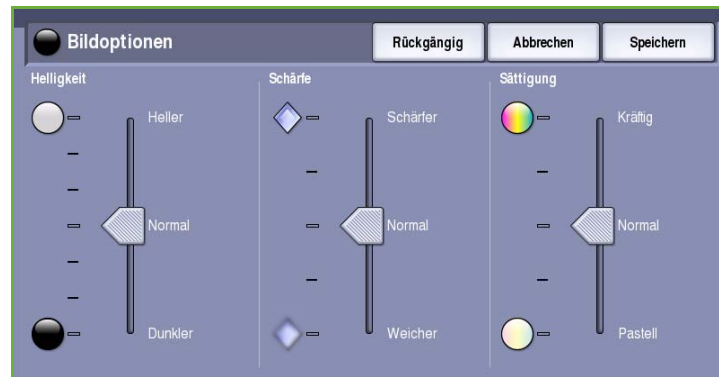 Bildoptionen
Rückgängig
Abbrechen
Speichern
Helligkeit
Schärfe
Sättigung
Heller
Schärfer
Kräftig
Normal
Normal
Normal
Dunkler
Weicher
Pastell